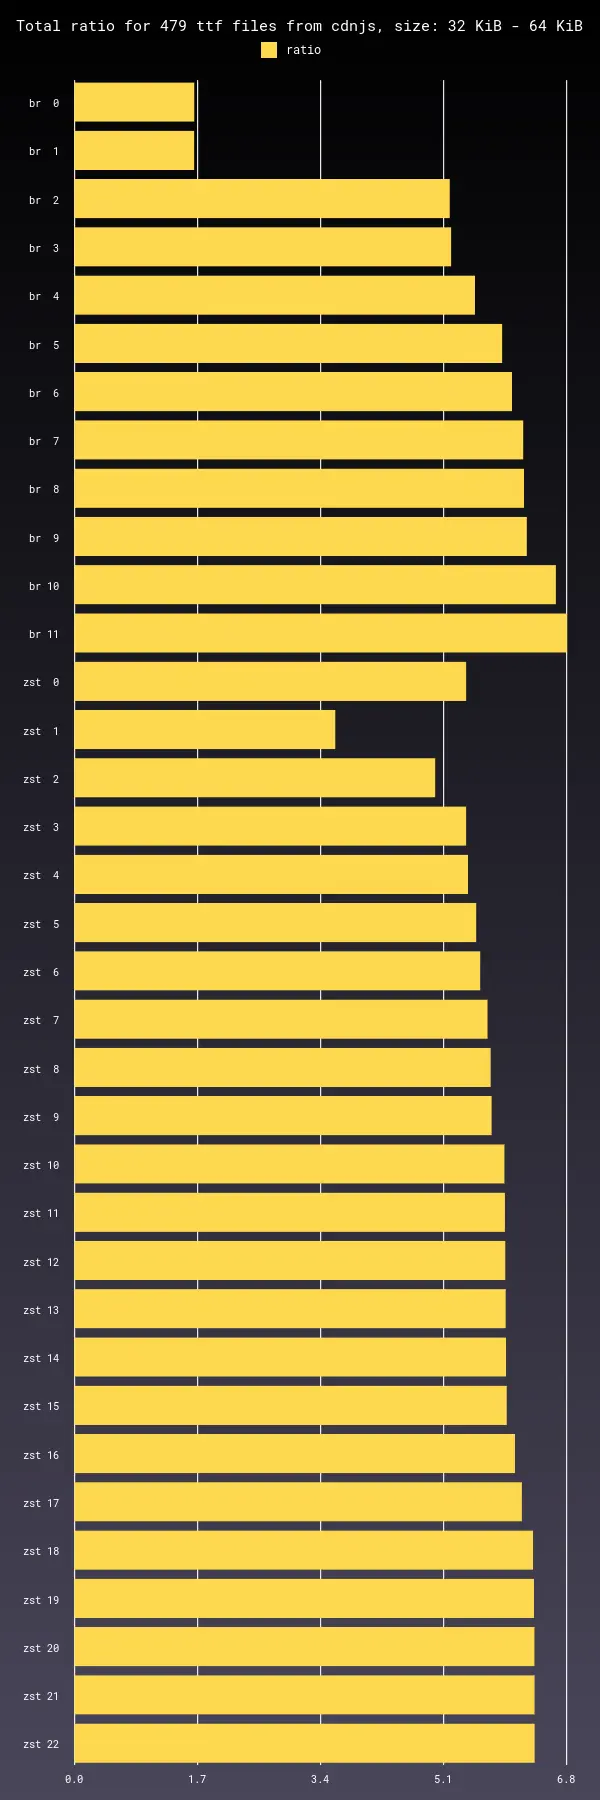 Total ratio for 479 ttf files from cdnjs, size: 32 KiB - 64 KiB
ratio
br 0
br 1
br 2
br 3
br 4
br 5
br 6
br 7
br 8
br 9
br 10
br 11
zst 0
zst 1
zst 2
zst 3
zst 4
zst 5
zst 6
zst 7
zst 8
zst 9
zst 10
zst 11
zst 12
zst 13
zst 14
zst 15
zst 16
zst 17
zst 18
zst 19
zst 20
zst 21
zst 22
0.0 1.7 3.4 5.1 6.8